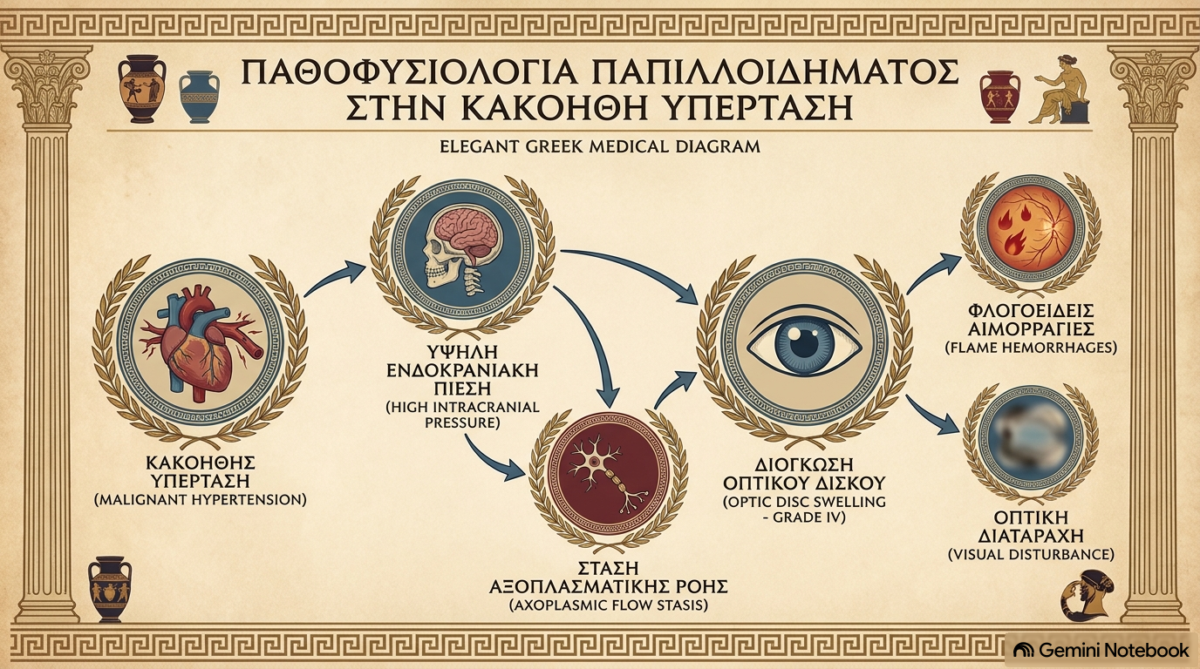 ΠΑΘΟΦΥΣΙΟΛΟΓΙΑ ΠΑΠΙΛΛΟΙΔΗΜΑΤΟΣ
ΣΤΗΝ ΚΑΚΟΗΘΗ ΥΠΕΡΤΑΣΗ
ELEGANT GREEK MEDICAL DIAGRAM
ΚΑΚΟΗΘΗΣ
ΥΠΕΡΤΑΣΗ
(MALIGNANT HYPERTENSION)
ΥΨΗΛΗ
ΕΝΔΟΚΡΑΝΙΑΚΗ
ΠΙΕΣΗ
(HIGH INTRACRANIAL
PRESSURE)
ΣΤΑΣΗ
ΑΞΟΠΛΑΣΜΑΤΙΚΗΣ ΡΟΗΣ
(AXOPLASMIC FLOW STASIS)
ΔΙΟΓΚΩΣΗ
ΟΠΤΙΚΟΥ ΔΙΣΚΟΥ
(OPTIC DISC SWELLING
- GRADE IV)
ΦΛΟΓΟΕΙΔΕΙΣ
ΑΙΜΟΡΡΑΓΙΕΣ
(FLAME HEMORRHAGES)
ΟΠΤΙΚΗ
ΔΙΑΤΑΡΑΧΗ
(VISUAL DISTURBANCE)
Gemini Notebook